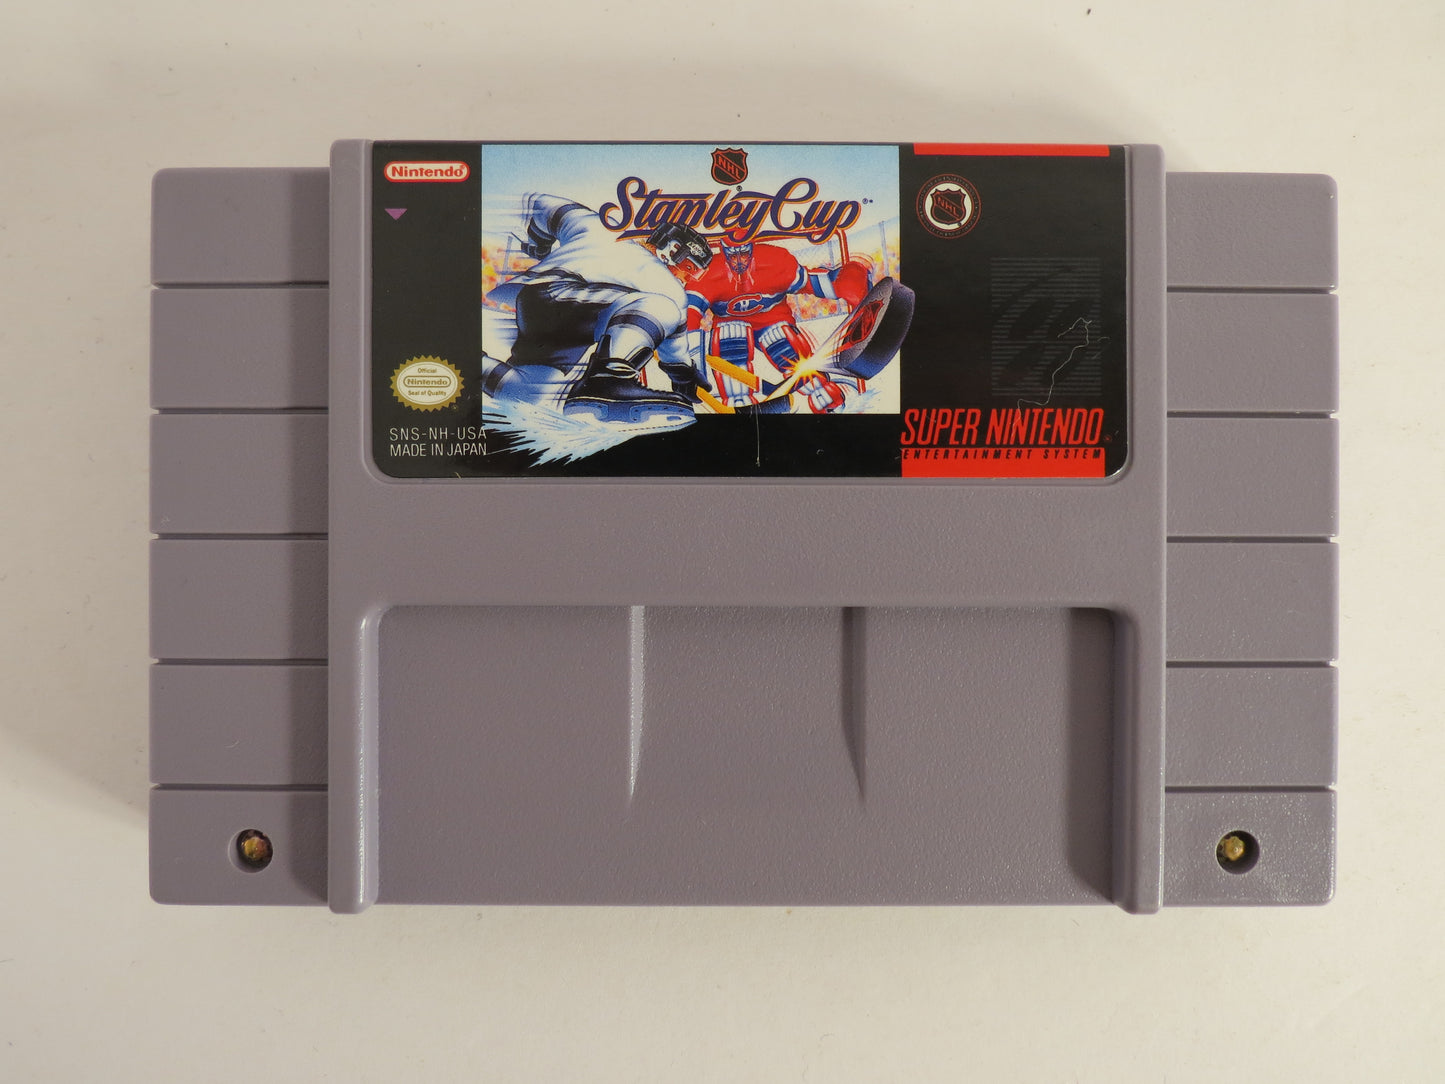 Nintendo®
NHL
®
Stanley Cup®™
NHL
Official
Nintendo
Seal of Quality
®
SNS-NH-USA
MADE IN JAPAN
SUPER NINTENDO®
ENTERTAINMENT SYSTEM